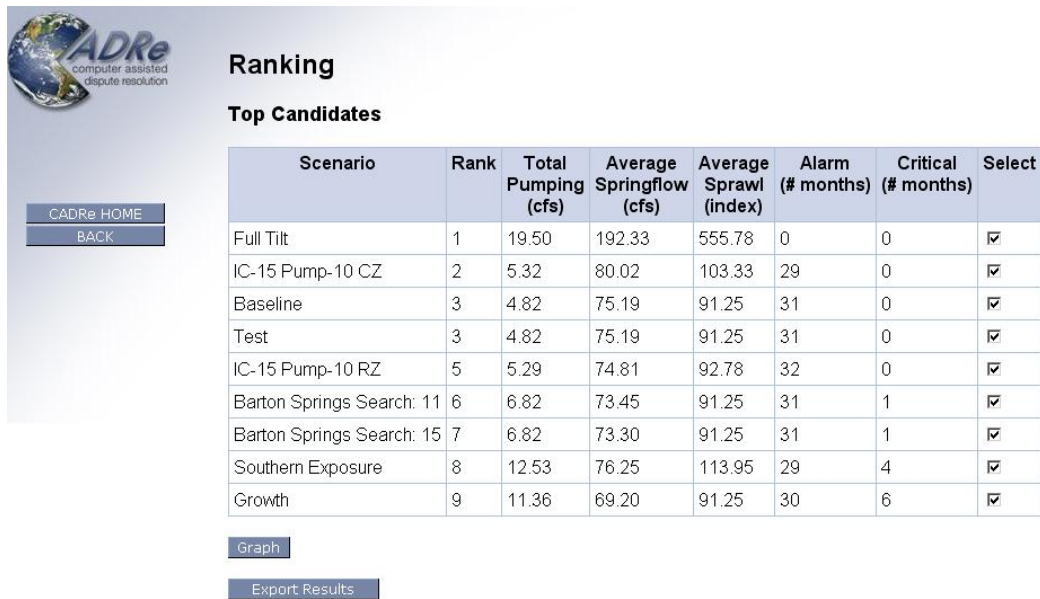 CADRe
computer assisted
dispute resolution
CADRe HOME
BACK
Ranking
Top Candidates
Scenario Rank Total Pumping (cfs) Average Springflow (cfs) Average Sprawl (index) Alarm (# months) Critical (# months) Select
Full Tilt 1 19.50 192.33 555.78 0 0
IC-15 Pump-10 CZ 2 5.32 80.02 103.33 29 0
Baseline 3 4.82 75.19 91.25 31 0
Test 3 4.82 75.19 91.25 31 0
IC-15 Pump-10 RZ 5 5.29 74.81 92.78 32 0
Barton Springs Search: 11 6 6.82 73.45 91.25 31 1
Barton Springs Search: 15 7 6.82 73.30 91.25 31 1
Southern Exposure 8 12.53 76.25 113.95 29 4
Growth 9 11.36 69.20 91.25 30 6
Graph
Export Results